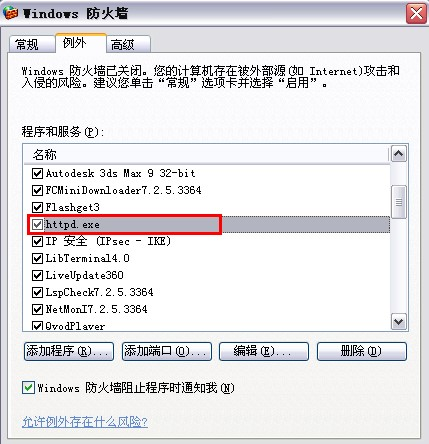 Windows 防火墙
常规 例外 高级
Windows 防火墙已关闭。您的计算机存在被外部源(如 Internet)攻击和
入侵的风险。建议您单击“常规”选项卡并选择“启用”。
程序和服务(P):
名称
Autodesk 3ds Max 9 32-bit
FCMiniDownloader7.2.5.3364
Flashget3
httpd.exe
IP 安全 (IPsec - IKE)
LibTerminal4.0
LiveUpdate360
LspCheck7.2.5.3364
NetMonI7.2.5.3364
QvodPlayer
添加程序(R)... 添加端口(O)... 编辑(E)... 删除(D)
Windows 防火墙阻止程序时通知我(N)
允许例外存在什么风险?